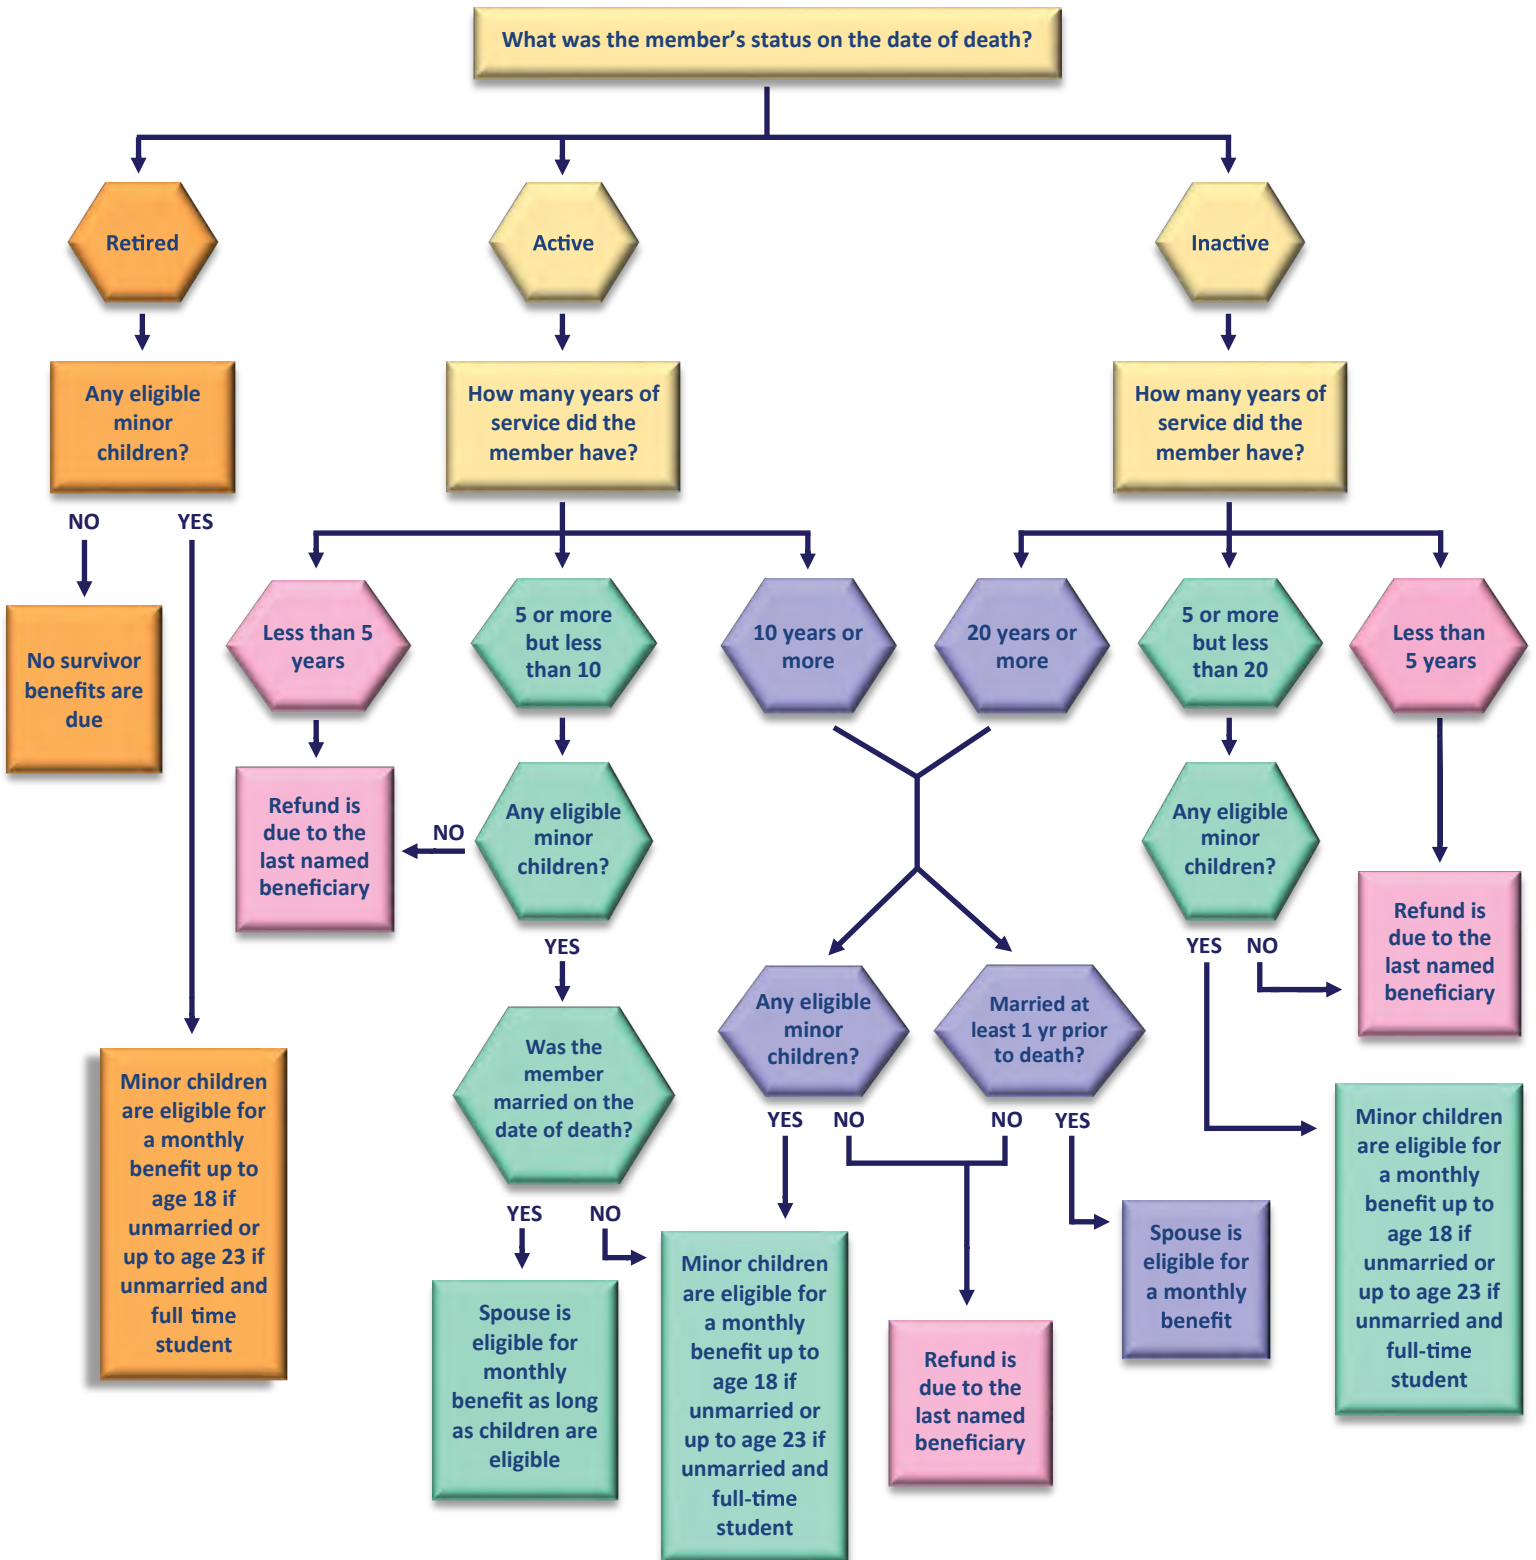 What was the member's status on the date of death?
Retired
Active
Inactive
Any eligible
minor
children?
How many years of
service did the
member have?
How many years of
service did the
member have?
NO
YES
No survivor
benefits are
due
Less than 5
years
5 or more
but less
than 10
10 years or
more
20 years or
more
5 or more
but less
than 20
Less than
5 years
Refund is
due to the
last named
beneficiary
NO
Any eligible
minor
children?
YES
Any eligible
minor
children?
YES
NO
Refund is
due to the
last named
beneficiary
Minor children
are eligible for
a monthly
benefit up to
age 18 if
unmarried or
up to age 23 if
unmarried and
full time
student
Was the
member
married on the
date of death?
YES
NO
Any eligible
minor
children?
YES
NO
Married at
least 1 yr prior
to death?
NO
YES
Spouse is
eligible for
monthly
benefit as long
as children are
eligible
Minor children
are eligible for
a monthly
benefit up to
age 18 if
unmarried or
up to age 23 if
unmarried and
full-time
student
Refund is
due to the
last named
beneficiary
Spouse is
eligible for
a monthly
benefit
Minor children
are eligible for
a monthly
benefit up to
age 18 if
unmarried or
up to age 23 if
unmarried and
full-time
student